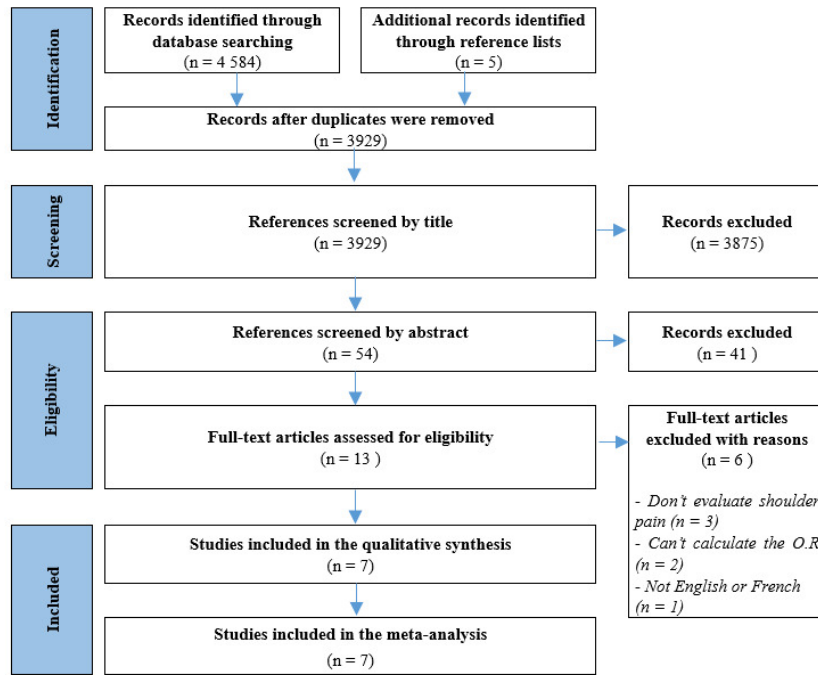 Identification
Records identified through
database searching
(n = 4 584)
Additional records identified
through reference lists
(n = 5)
Records after duplicates were removed
(n = 3929)
Screening
References screened by title
(n = 3929)
Records excluded
(n = 3875)
Eligibility
References screened by abstract
(n = 54)
Records excluded
(n = 41 )
Full-text articles assessed for eligibility
(n = 13 )
Full-text articles
excluded with reasons
(n = 6 )
- Don't evaluate shoulder
pain (n = 3)
- Can't calculate the O.R
(n = 2)
- Not English or French
(n = 1)
Included
Studies included in the qualitative synthesis
(n = 7)
Studies included in the meta-analysis
(n = 7)